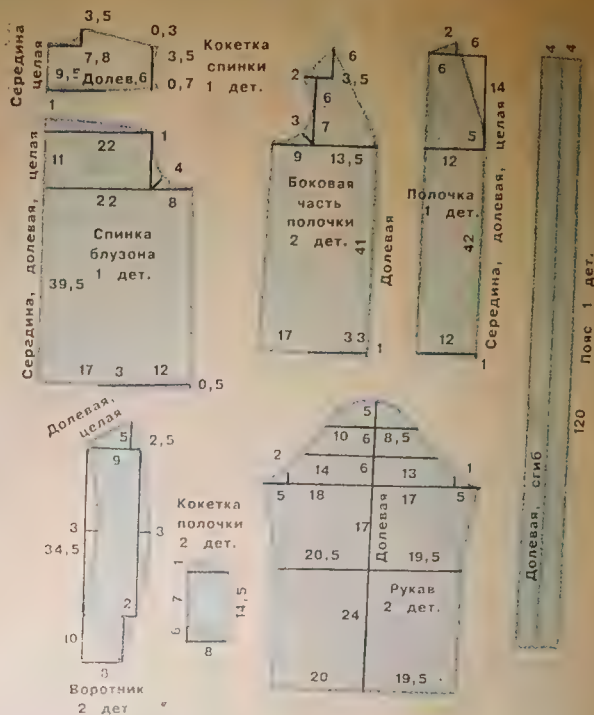 3,5
0,3
7,8
3,5
9,5
Долев.
6
0,7
Середина
целая
Кокетка
спинки
1 дет.
1
1
11
22
4
22
8
Спинка
блузона
1 дет.
39,5
17
3
12
0,5
Середина, долевая, целая
6
2
3,5
6
3
7
9
13,5
Боковая
часть
полочки
2 дет.
41
Долевая
17
3
3
1
2
6
6
14
5
12
Полочка
1 дет.
42
12
1
Середина, долевая, целая
4
4
Долевая, сгиб
120
Пояс 1 дет.
Долевая,
целая
5
2,5
9
3
3
34,5
2
10
3
Воротник
2 дет
Кокетка
полочки
2 дет.
1
7
6
14,5
8
5
10
6
8,5
2
14
6
13
1
5
18
17
5
17
Долевая
20,5
19,5
Рукав
2 дет.
24
20
19,5